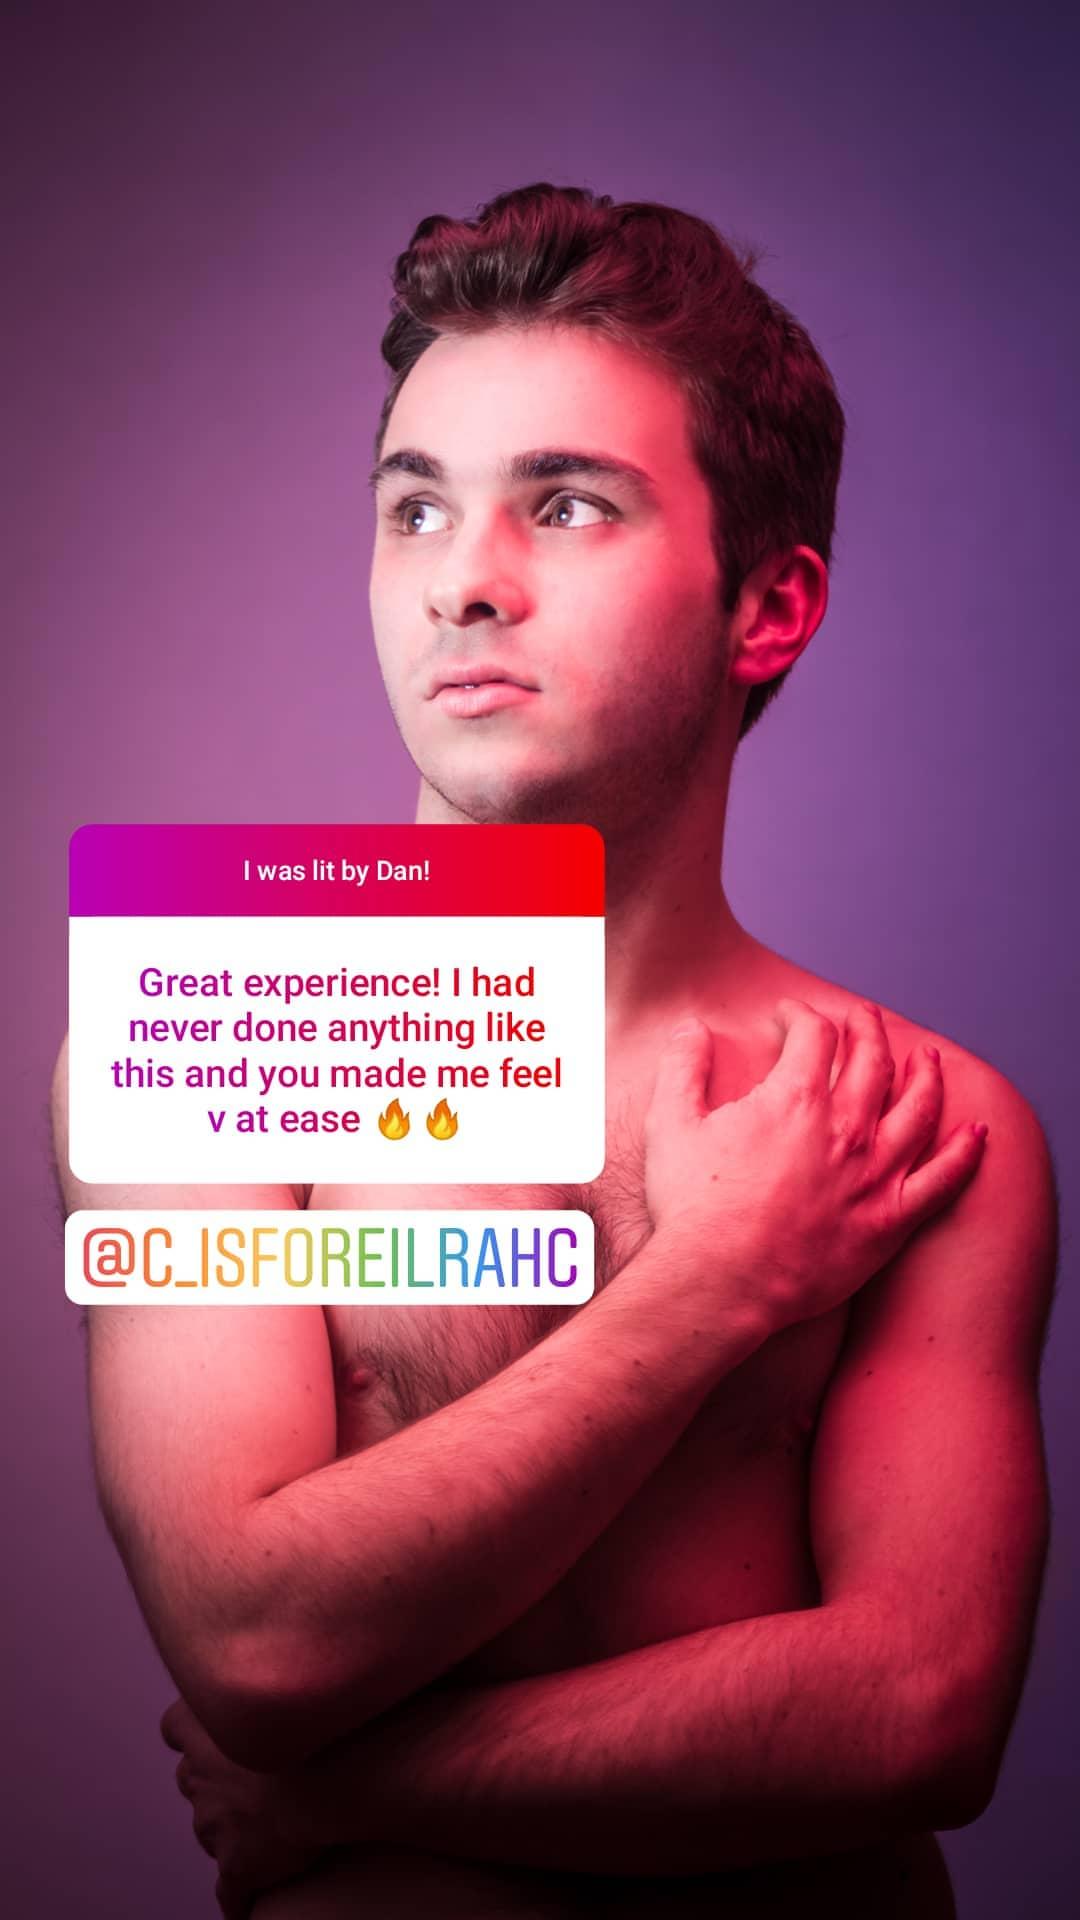 I was lit by Dan!
Great experience! I had
never done anything like
this and you made me feel
v at ease 🔥🔥
@C_ISFOREILRAHC